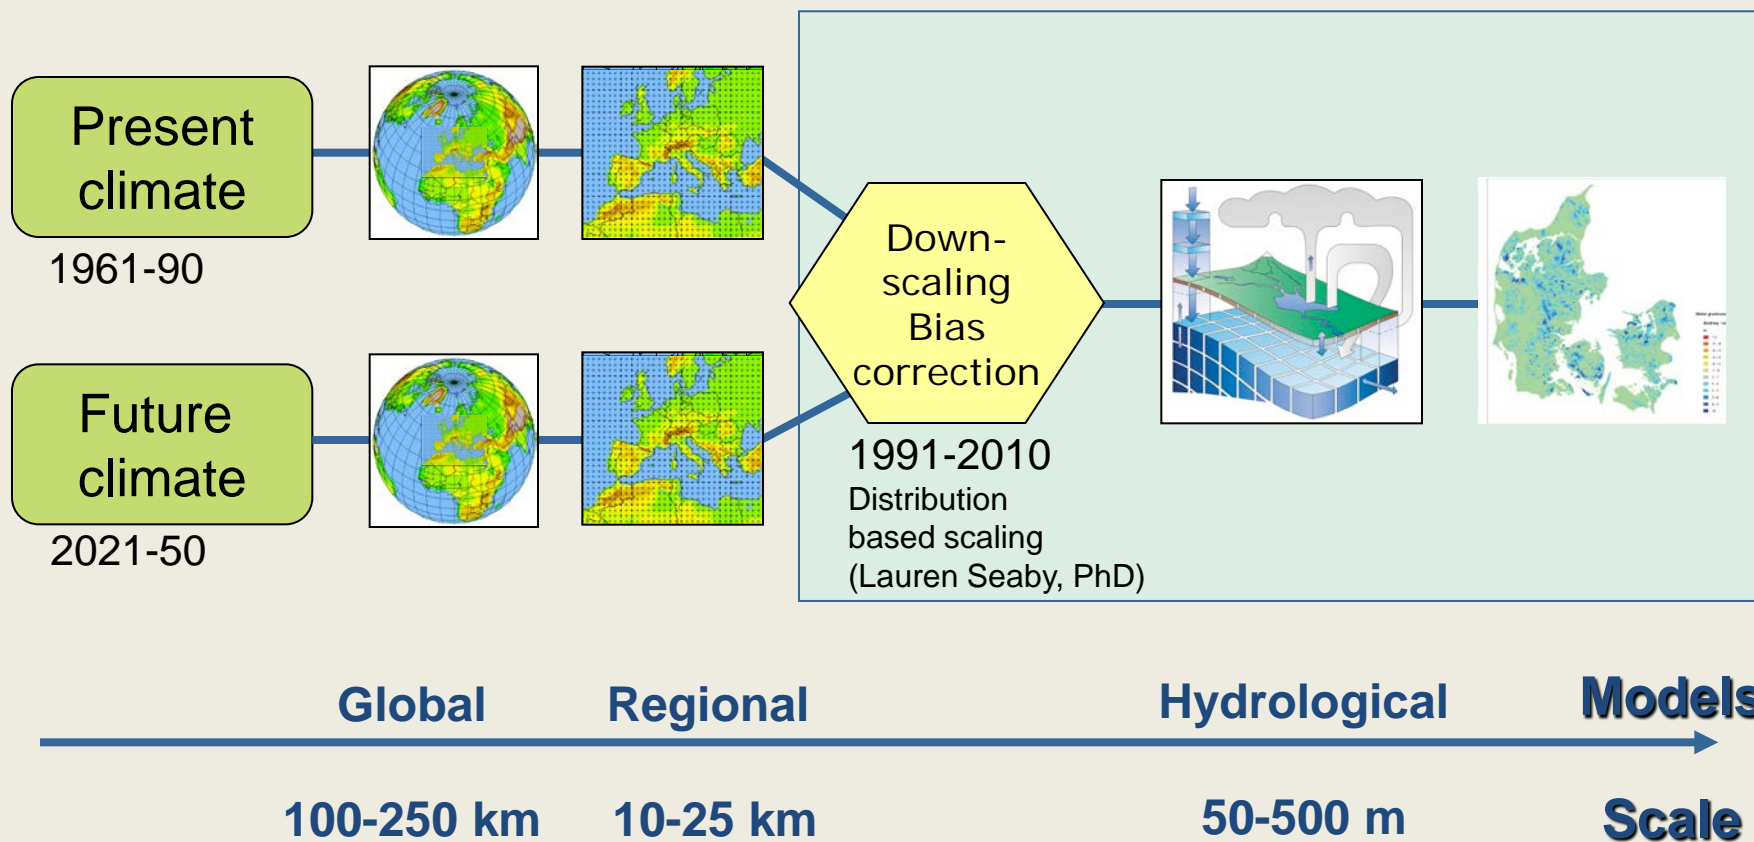 Present
climate
1961-90
Future
climate
2021-50
Down-
scaling
Bias
correction
1991-2010
Distribution
based scaling
(Lauren Seaby, PhD)
Global Regional Hydrological Models
100-250 km 10-25 km 50-500 m Scale